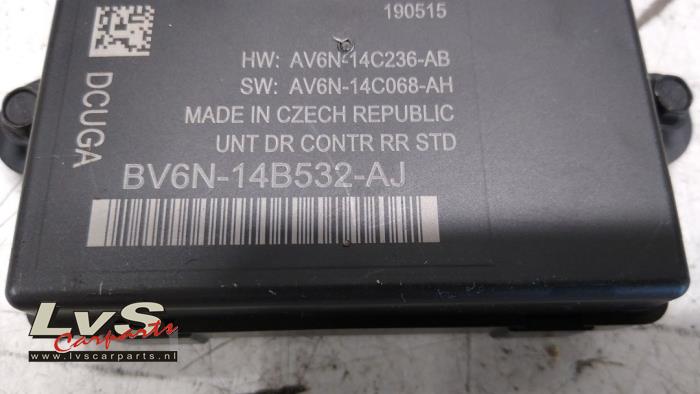 190515
HW: AV6N-14C236-AB
SW: AV6N-14C068-AH
MADE IN CZECH REPUBLIC
UNT DR CONTR RR STD
DCUGA
BV6N-14B532-AJ
LvS
Carparts
www.lvscarparts.nl